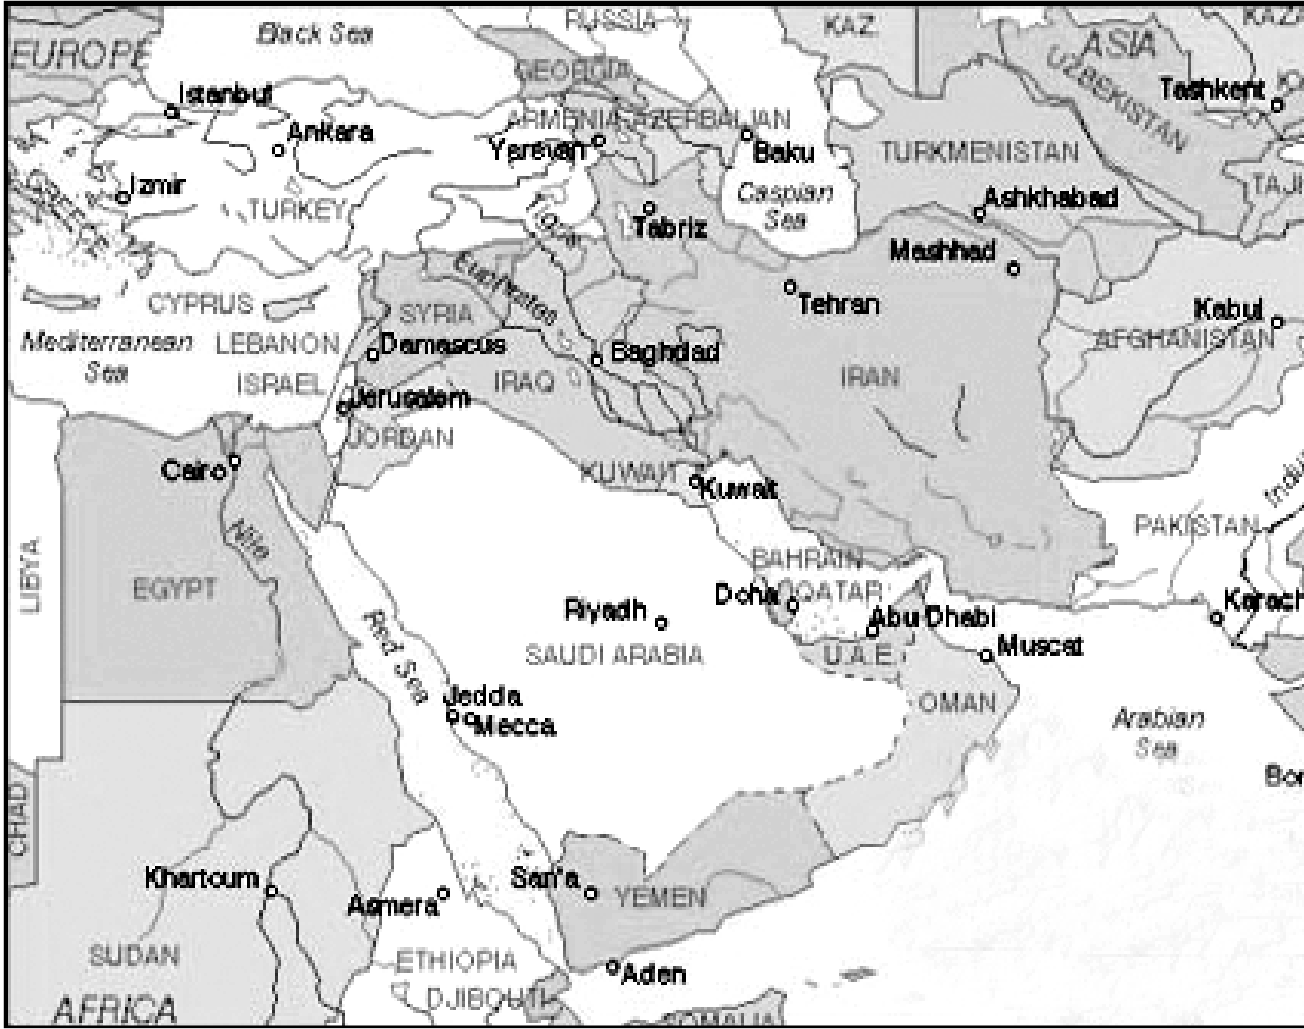 RUSSIA
KAZ.
Black Sea
EUROPE
ASIA
GEORGIA
UZBEKISTAN
Tashkent
Istanbul
ARMENIA
AZERBAIJAN
Ankara
Yerevan
Baku
TURKMENISTAN
Izmir
Caspian
Sea
Ashkhabad
TURKEY
Tigris
Tabriz
Mashhad
Euphrates
CYPRUS
SYRIA
Tehran
Kabul
Mediterranean
Sea
LEBANON
Damascus
Baghdad
AFGHANISTAN
ISRAEL
IRAQ
IRAN
Jerusalem
JORDAN
Cairo
KUWAIT
Kuwait
Nile
PAKISTAN
LIBYA
BAHRAIN
EGYPT
Doha
QATAR
Riyadh
Abu Dhabi
Karach
Red Sea
SAUDI ARABIA
U.A.E.
Muscat
Jedda
Mecca
OMAN
Arabian
Sea
Bor
CHAD
Khartoum
Asmera
San'a
YEMEN
SUDAN
ETHIOPIA
Aden
AFRICA
DJIBOUTI
SOMALIA